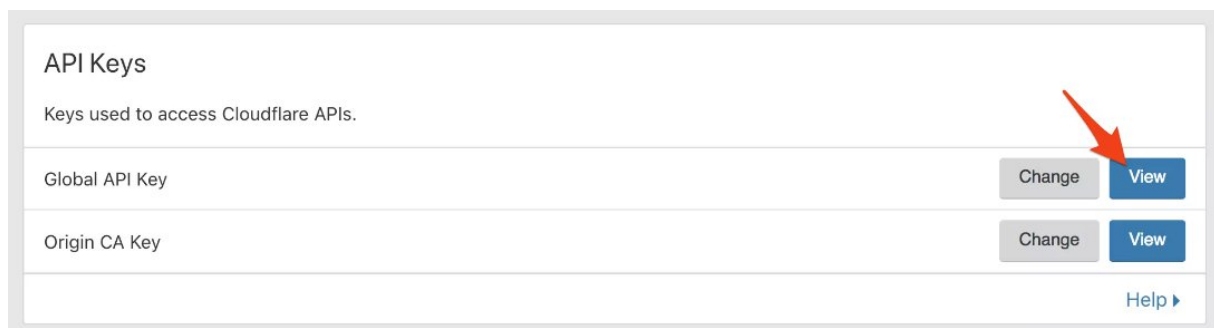 API Keys
Keys used to access Cloudflare APIs.
Global API Key Change View
Origin CA Key Change View
Help